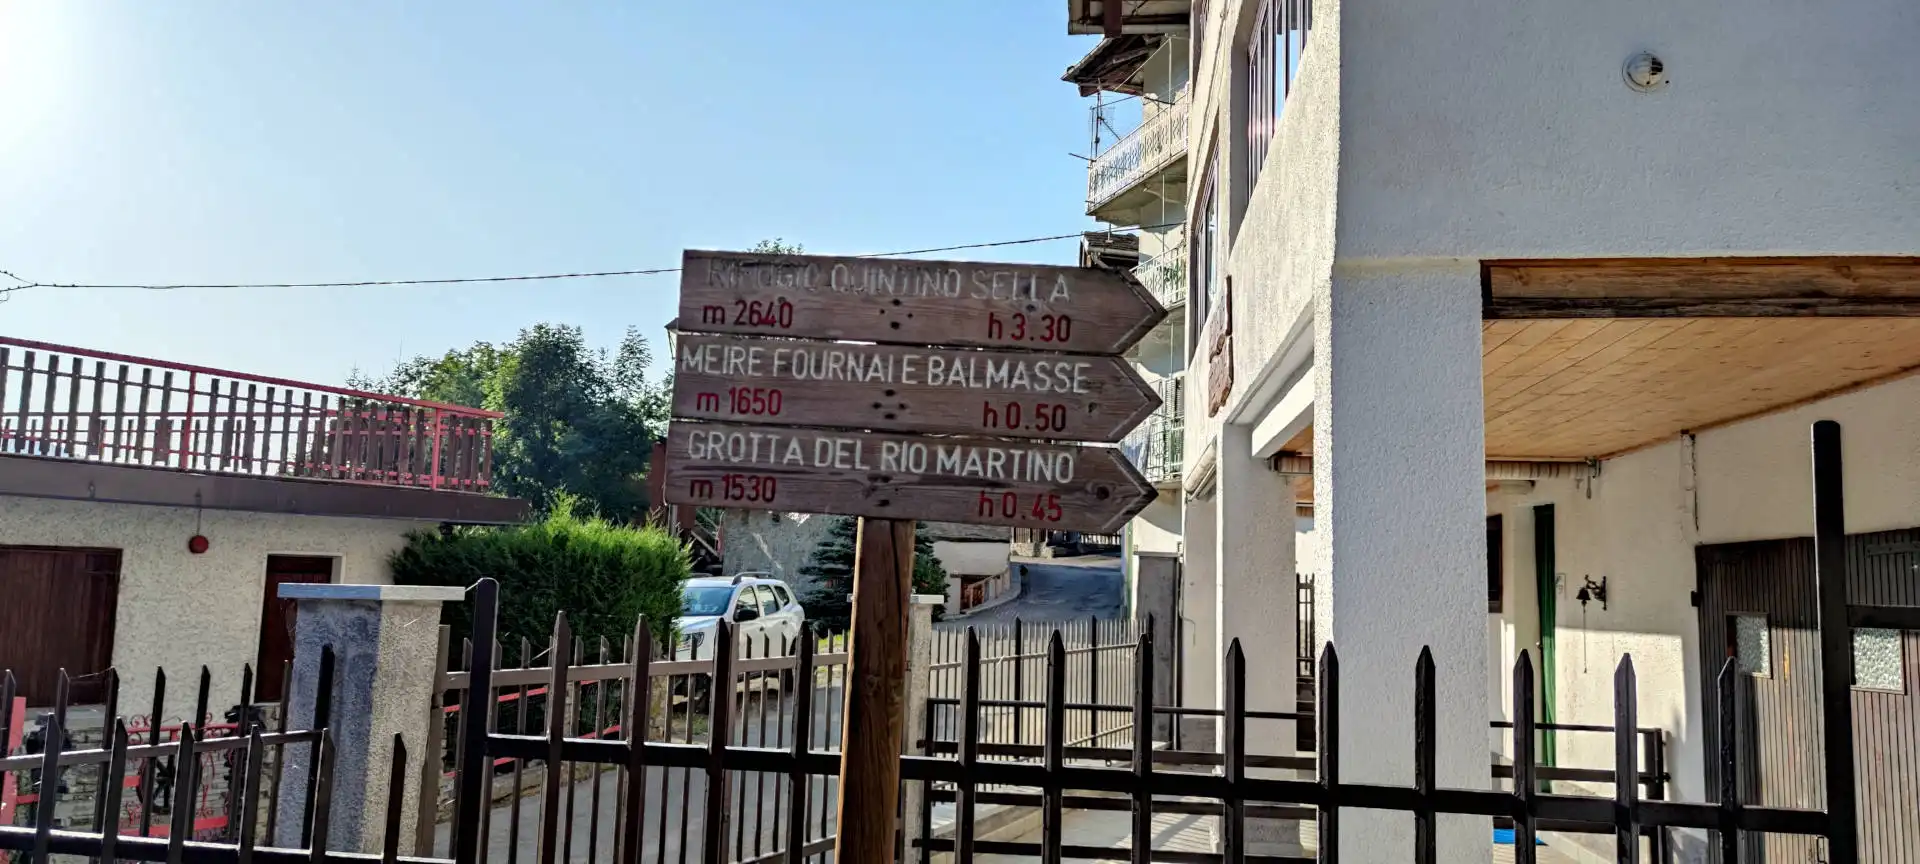 RIFUGIO QUINTINO SELLA
m 2640 h 3.30
MEIRE FOURNAI E BALMASSE
m 1650 h 0.50
GROTTA DEL RIO MARTINO
m 1530 h 0.45